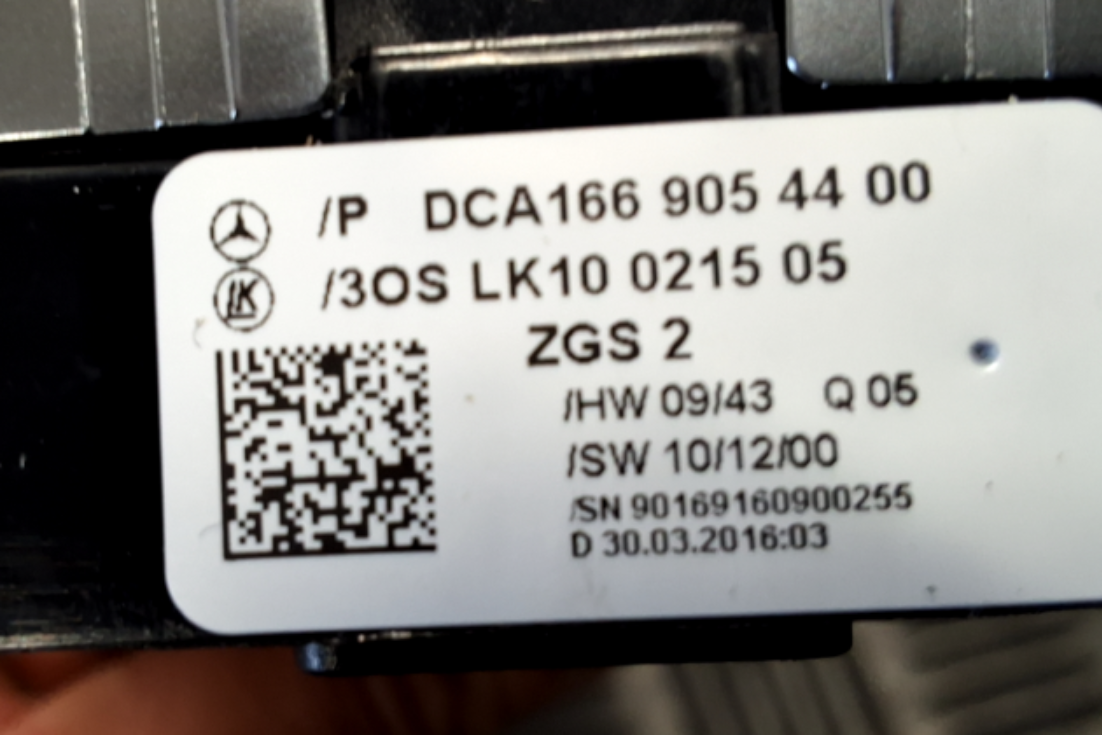 /P DCA166 905 44 00
LK /3OS LK10 0215 05
ZGS 2
/HW 09/43 Q 05
/SW 10/12/00
/SN 90169160900255
D 30.03.2016:03